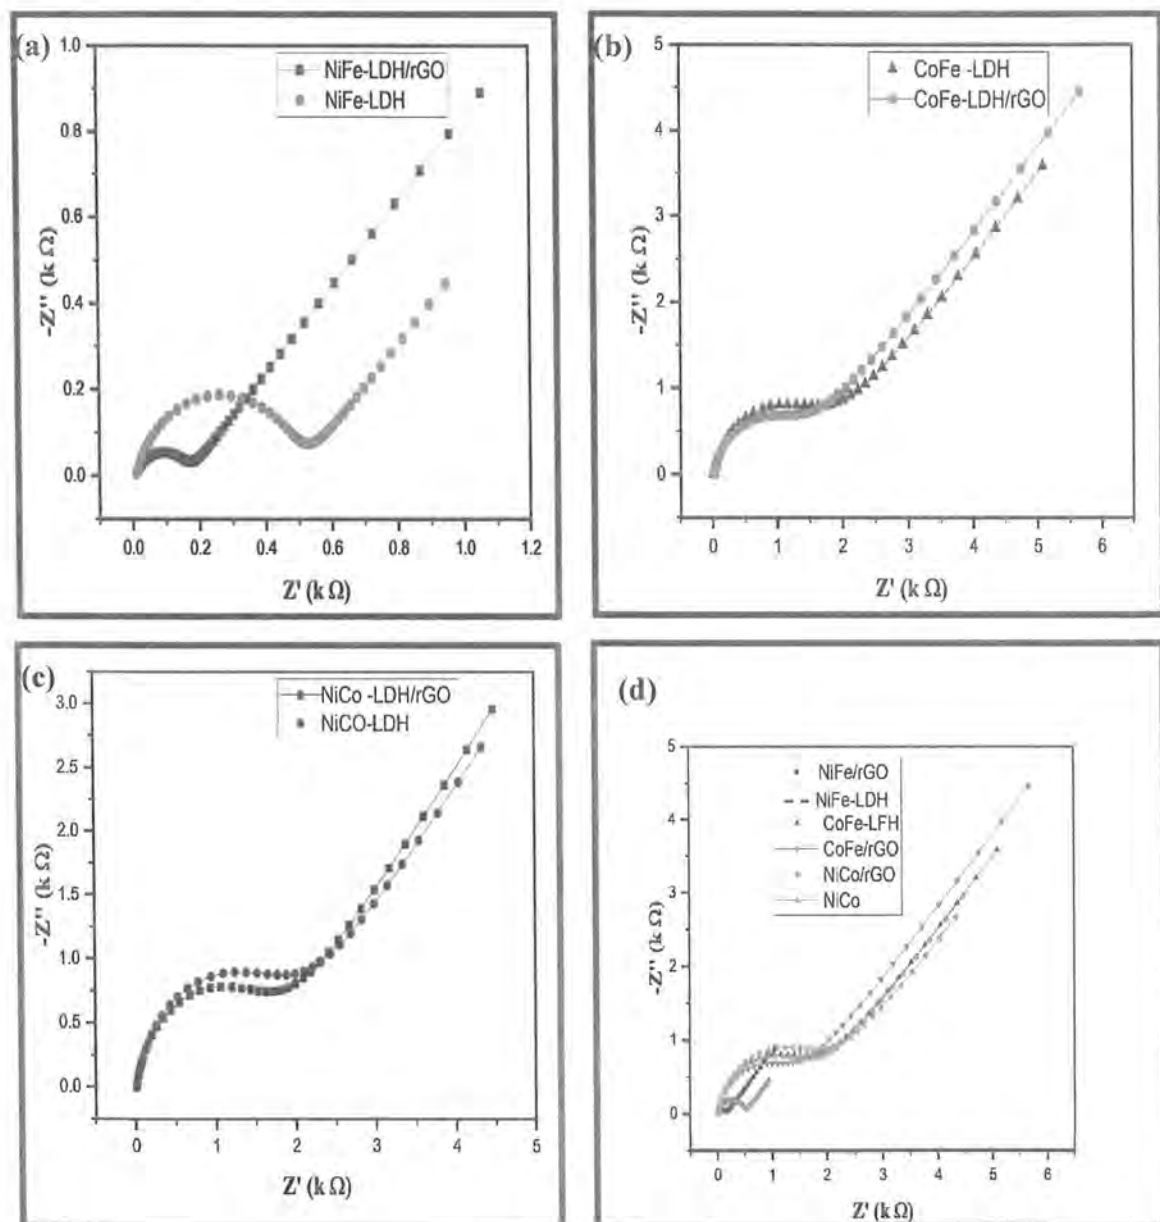 (a)
1.0
0.8
0.6
0.4
0.2
0.0
-Z'' (k Ω)
NiFe-LDH/rGO
NiFe-LDH
0.0 0.2 0.4 0.6 0.8 1.0 1.2
Z' (k Ω)
(b)
5
4
3
2
1
0
-Z'' (k Ω)
CoFe -LDH
CoFe-LDH/rGO
0 1 2 3 4 5 6
Z' (k Ω)
(c)
3.0
2.5
2.0
1.5
1.0
0.5
0.0
-Z'' (k Ω)
NiCo -LDH/rGO
NiCO-LDH
0 1 2 3 4 5
Z' (k Ω)
(d)
5
4
3
2
1
0
-Z'' (k Ω)
NiFe/rGO
NiFe-LDH
CoFe-LFH
CoFe/rGO
NiCo/rGO
NiCo
0 1 2 3 4 5 6
Z' (k Ω)